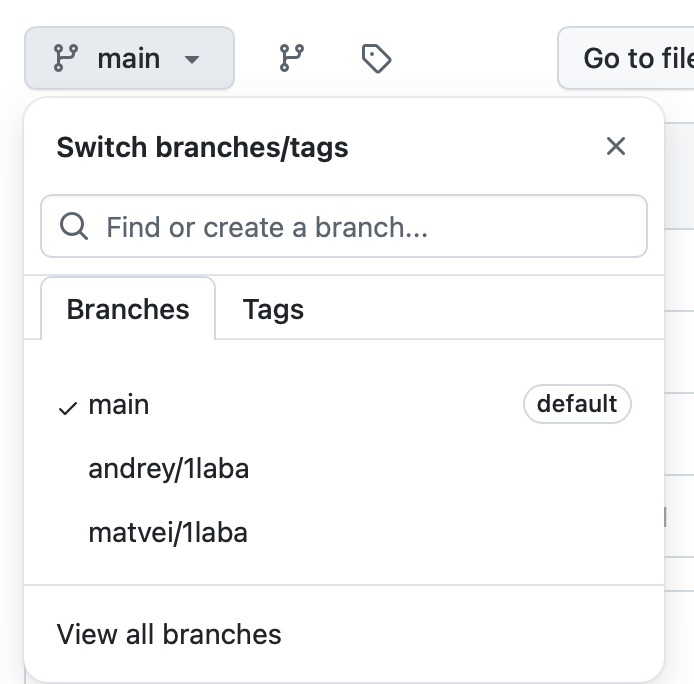 main
Go to file
Switch branches/tags
Find or create a branch...
Branches
Tags
main
default
andrey/1laba
matvei/1laba
View all branches